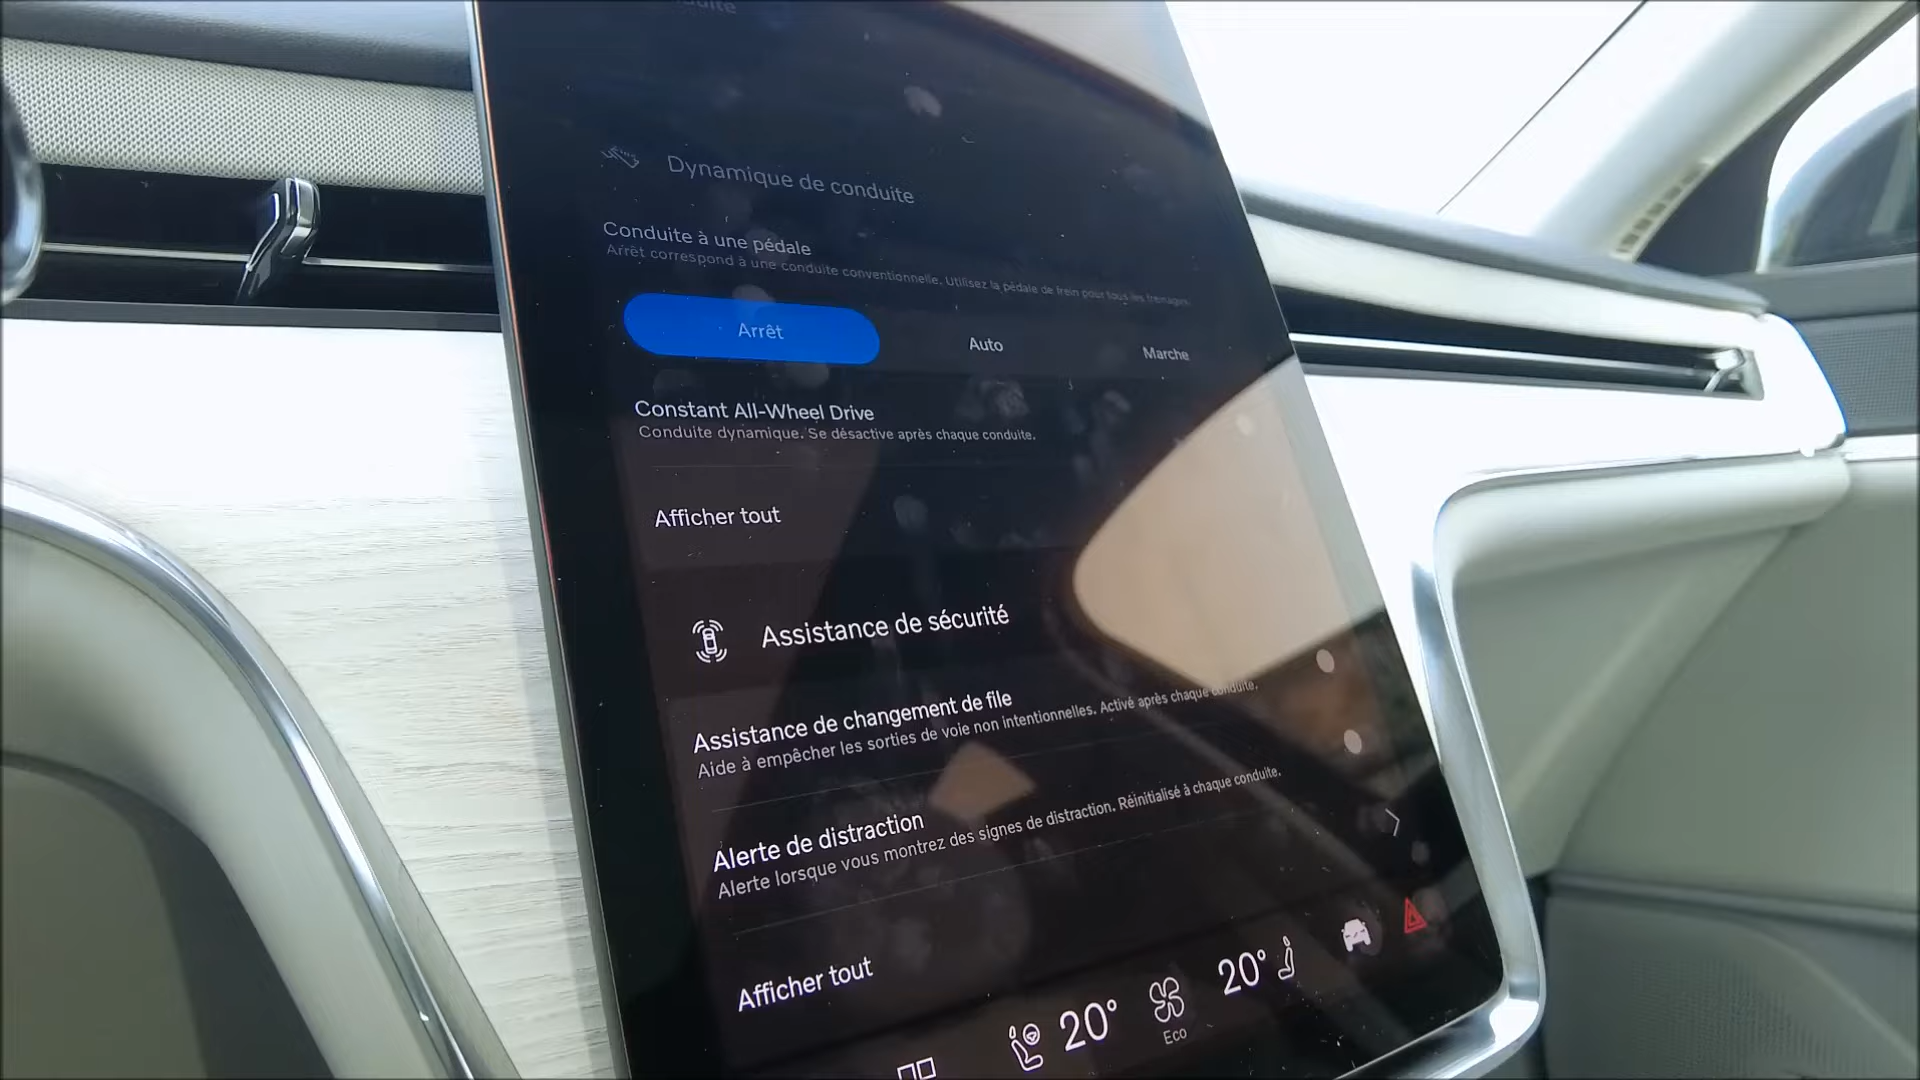 Dynamique de conduite
Conduite à une pédale
Arrêt correspond à une conduite conventionnelle. Utilisez la pédale de frein pour tous les freinages.
Arrêt
Auto
Marche
Constant All-Wheel Drive
Conduite dynamique. Se désactive après chaque conduite.
Afficher tout
Assistance de sécurité
Assistance de changement de file
Aide à empêcher les sorties de voie non intentionnelles. Activé après chaque conduite.
Alerte de distraction
Alerte lorsque vous montrez des signes de distraction. Réinitialisé à chaque conduite.
Afficher tout
20°
Eco
20°